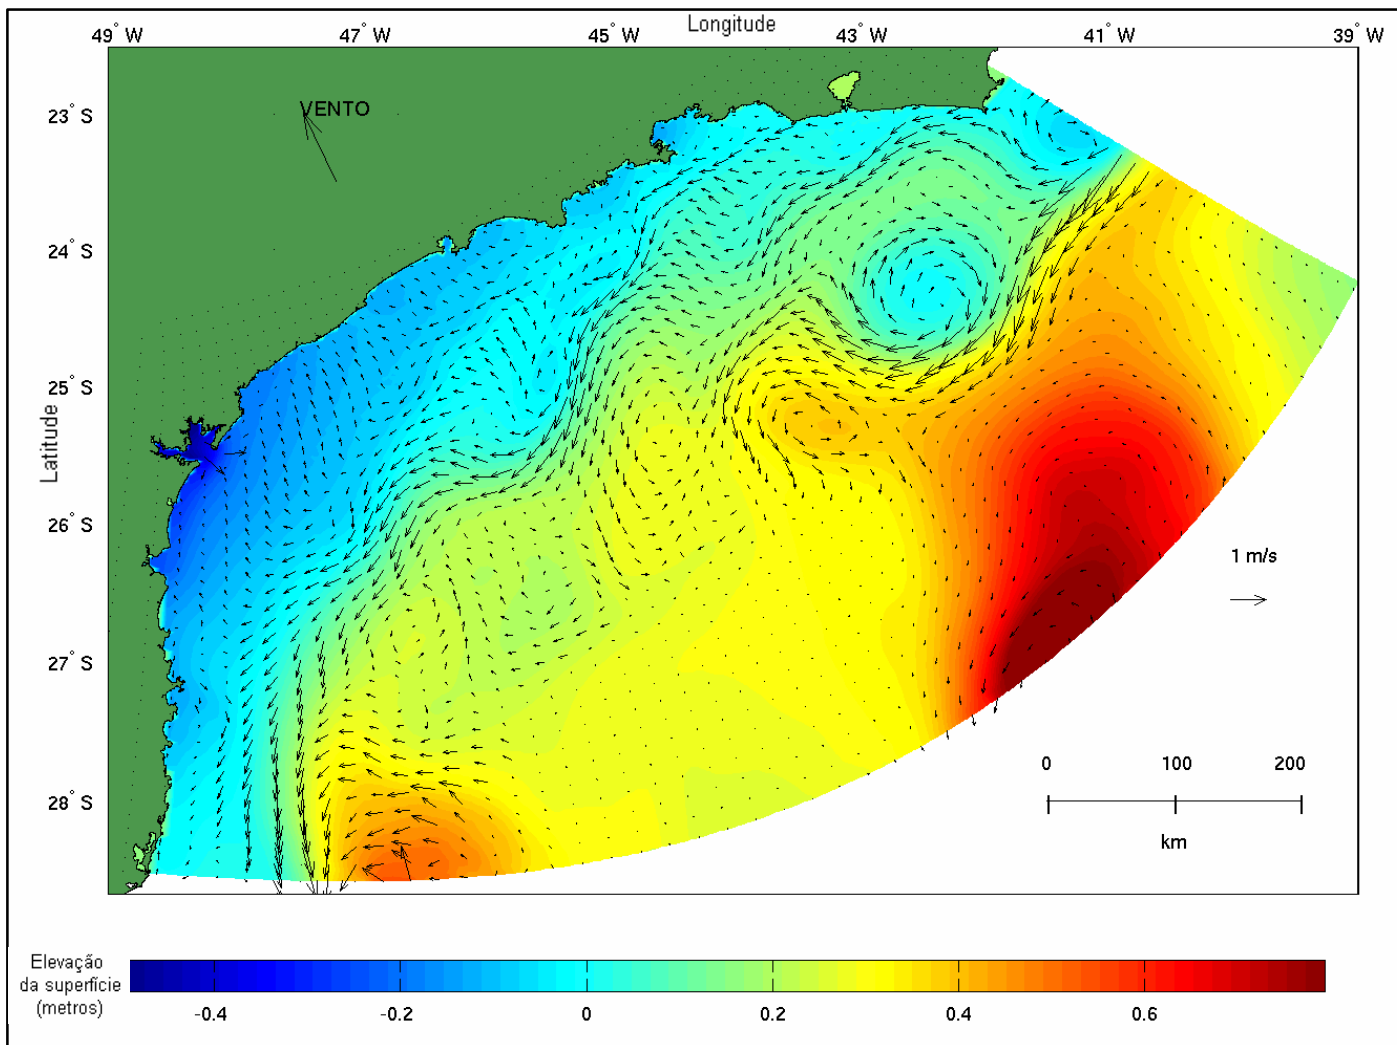 Longitude
49° W 47° W 45° W 43° W 41° W 39° W
VENTO
23° S
24° S
25° S
26° S
27° S
28° S
Latitude
1 m/s
0 100 200
km
Elevação
da superfície
(metros)
-0.4 -0.2 0 0.2 0.4 0.6